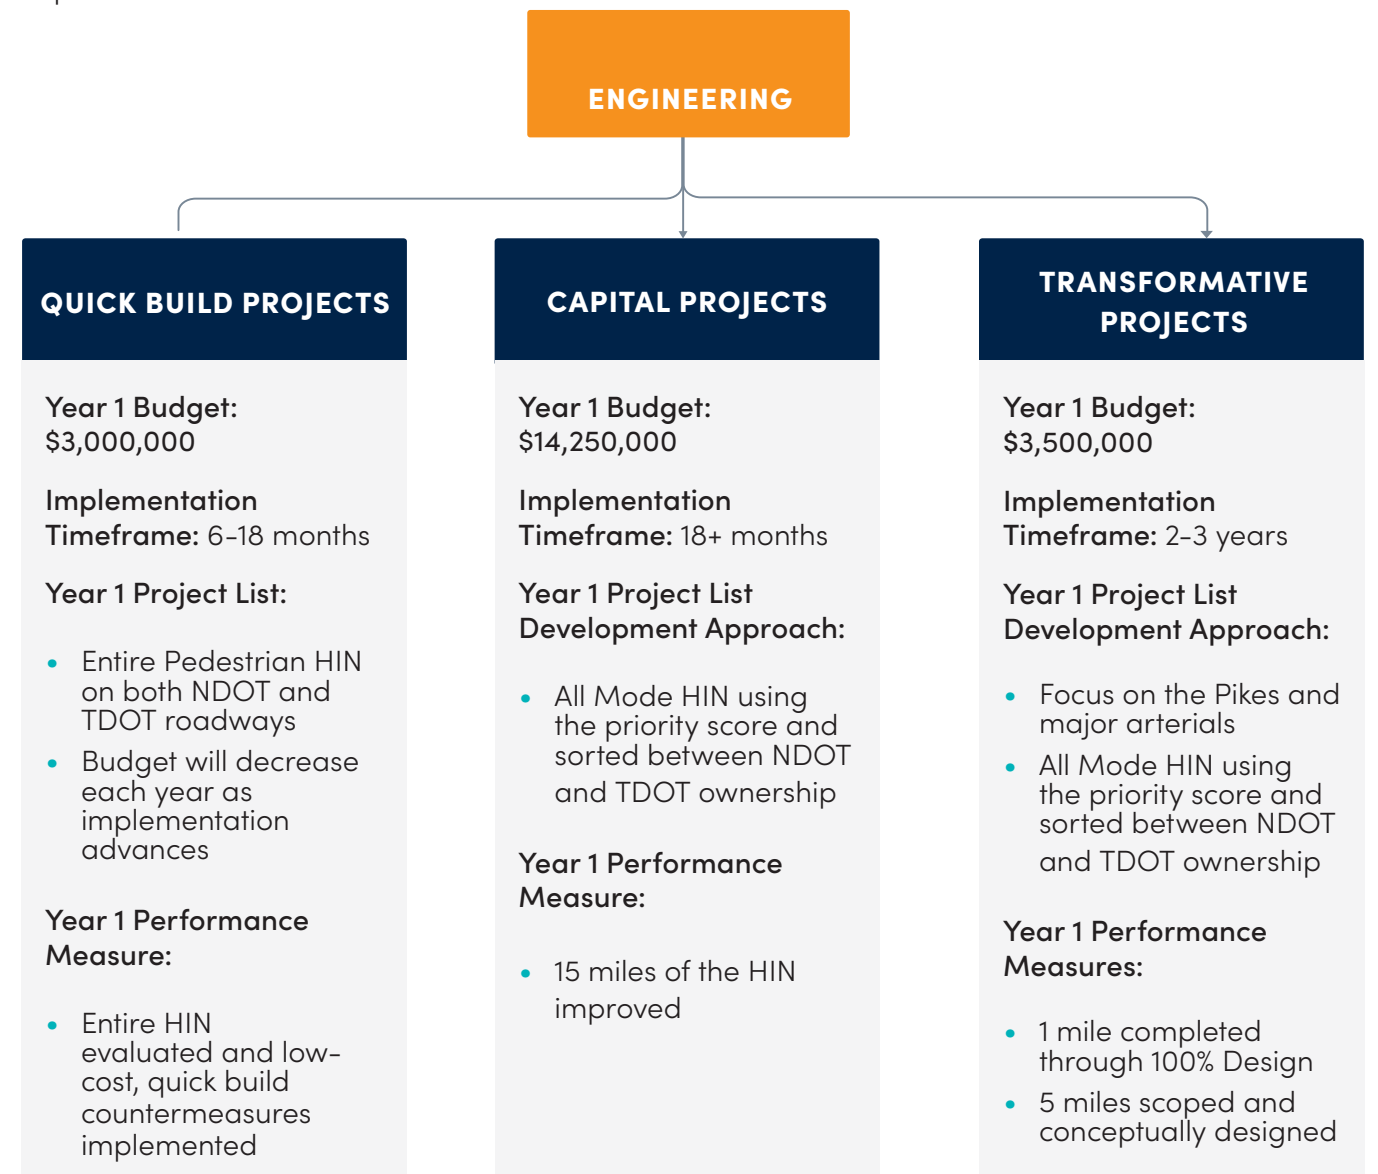 ENGINEERING
QUICK BUILD PROJECTS
Year 1 Budget:
$3,000,000
Implementation
Timeframe: 6-18 months
Year 1 Project List:
• Entire Pedestrian HIN
on both NDOT and
TDOT roadways
• Budget will decrease
each year as
implementation
advances
Year 1 Performance
Measure:
• Entire HIN
evaluated and low-
cost, quick build
countermeasures
implemented
CAPITAL PROJECTS
Year 1 Budget:
$14,250,000
Implementation
Timeframe: 18+ months
Year 1 Project List
Development Approach:
• All Mode HIN using
the priority score and
sorted between NDOT
and TDOT ownership
Year 1 Performance
Measure:
• 15 miles of the HIN
improved
TRANSFORMATIVE
PROJECTS
Year 1 Budget:
$3,500,000
Implementation
Timeframe: 2-3 years
Year 1 Project List
Development Approach:
• Focus on the Pikes and
major arterials
• All Mode HIN using
the priority score and
sorted between NDOT
and TDOT ownership
Year 1 Performance
Measures:
• 1 mile completed
through 100% Design
• 5 miles scoped and
conceptually designed